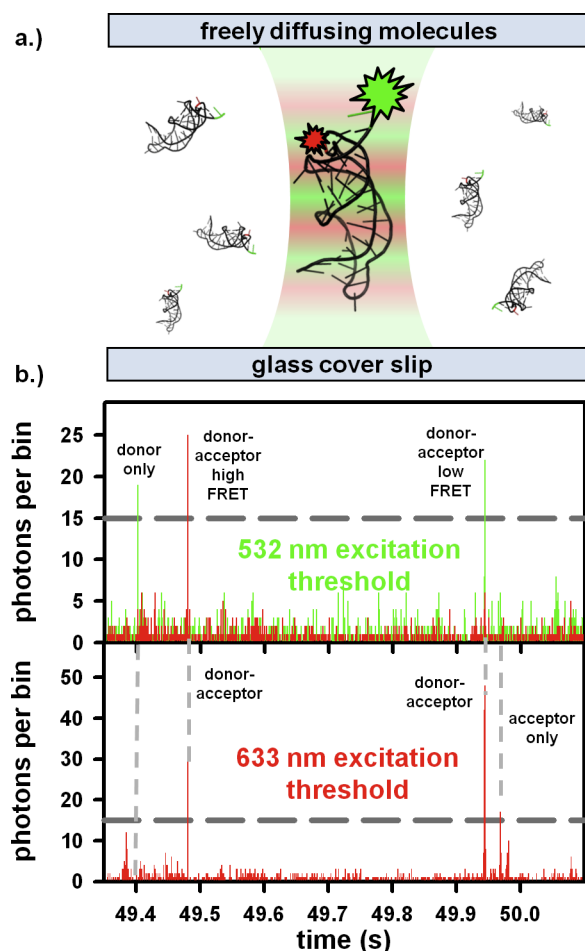 a.)
freely diffusing molecules
glass cover slip
b.)
photons per bin
25
20
15
10
5
0
donor
only
donor-
acceptor
high
FRET
donor-
acceptor
low
FRET
532 nm excitation
threshold
photons per bin
50
40
30
20
10
0
donor-
acceptor
donor-
acceptor
acceptor
only
633 nm excitation
threshold
49.4 49.5 49.6 49.7 49.8 49.9 50.0
time (s)